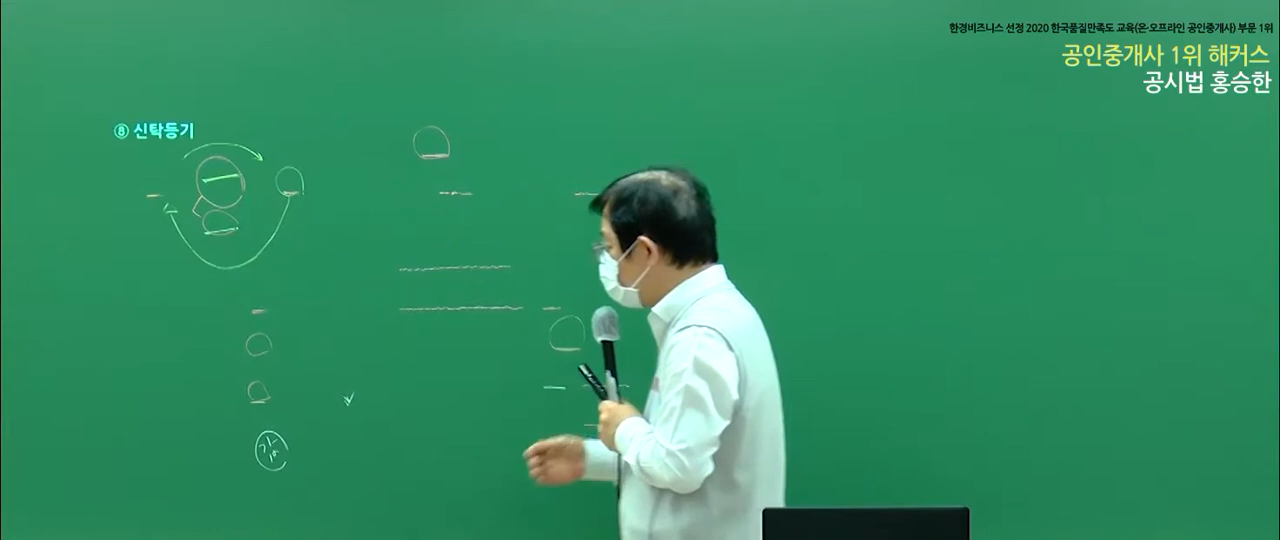 한경비즈니스 선정 2020 한국품질만족도 교육(온·오프라인 공인중개사) 부문 1위
공인중개사 1위 해커스
공시법 홍승한
⑧ 신탁등기